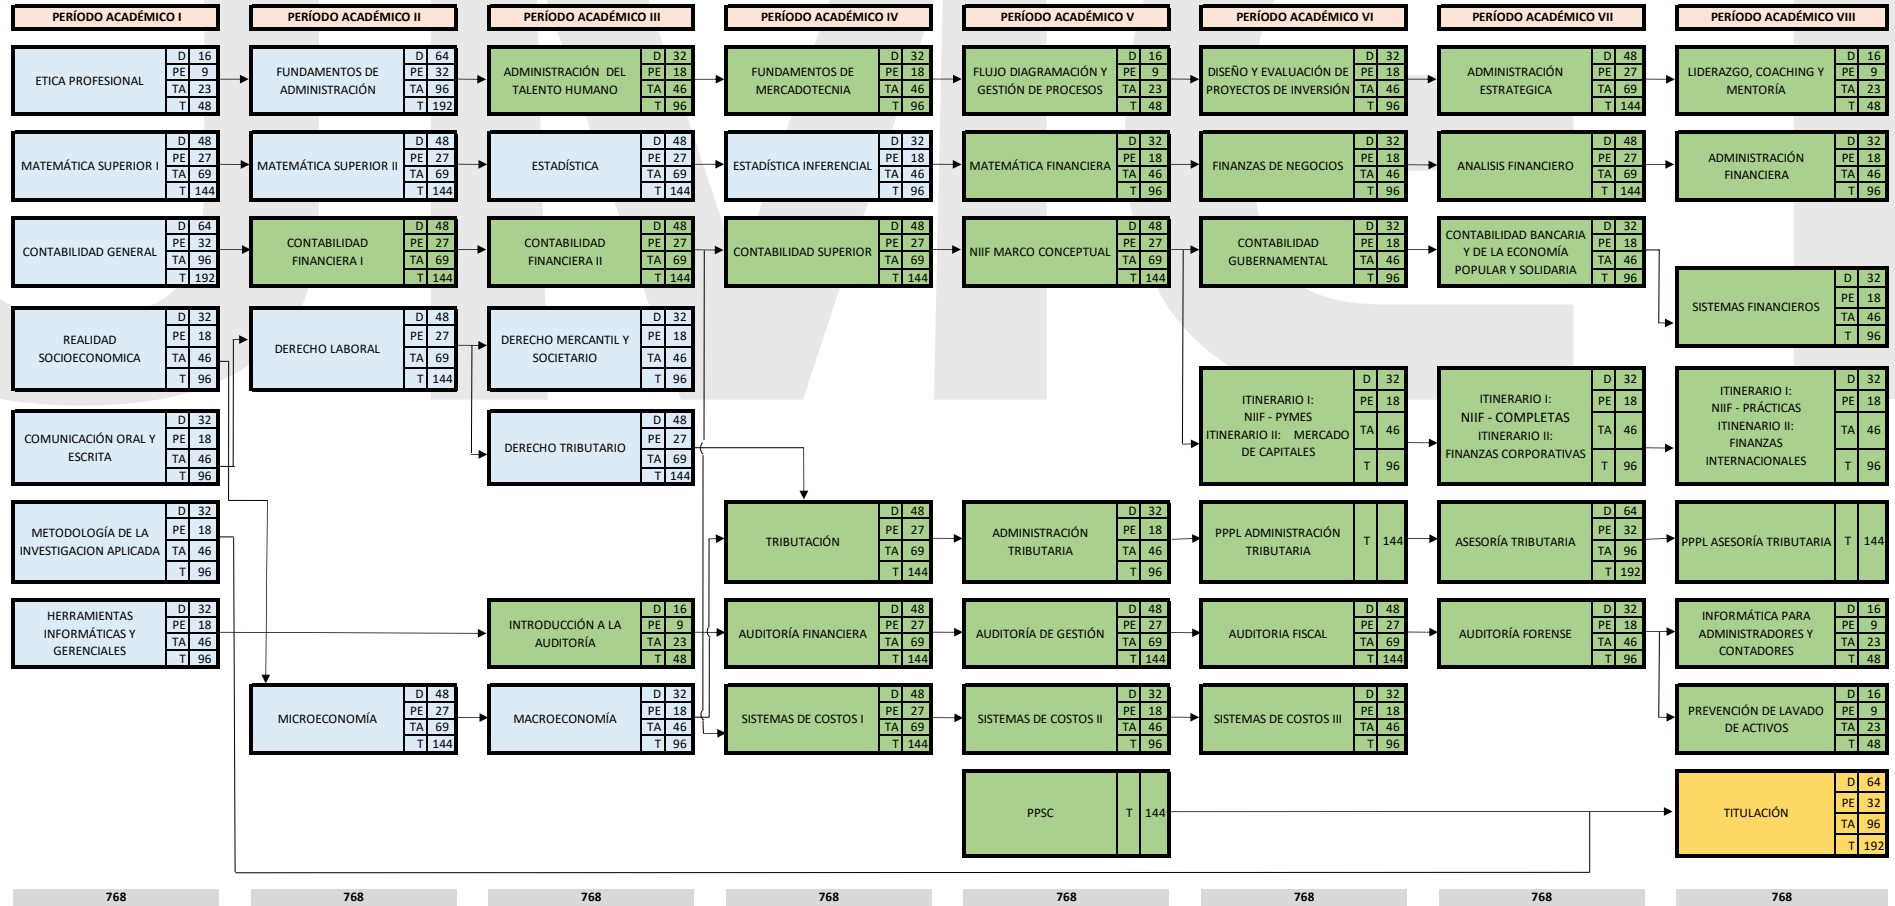 PERÍODO ACADÉMICO I
ETICA PROFESIONAL
D 16
PE 9
TA 23
T 48
MATEMÁTICA SUPERIOR I
D 48
PE 27
TA 69
T 144
CONTABILIDAD GENERAL
D 64
PE 32
TA 96
T 192
REALIDAD
SOCIOECONOMICA
D 32
PE 18
TA 46
T 96
COMUNICACIÓN ORAL Y
ESCRITA
D 32
PE 18
TA 46
T 96
METODOLOGÍA DE LA
INVESTIGACION APLICADA
D 32
PE 18
TA 46
T 96
HERRAMIENTAS
INFORMÁTICAS Y
GERENCIALES
D 32
PE 18
TA 46
T 96
768
PERÍODO ACADÉMICO II
FUNDAMENTOS DE
ADMINISTRACIÓN
D 64
PE 32
TA 96
T 192
MATEMÁTICA SUPERIOR II
D 48
PE 27
TA 69
T 144
CONTABILIDAD
FINANCIERA I
D 48
PE 27
TA 69
T 144
DERECHO LABORAL
D 48
PE 27
TA 69
T 144
MICROECONOMÍA
D 48
PE 27
TA 69
T 144
768
PERÍODO ACADÉMICO III
ADMINISTRACIÓN DEL
TALENTO HUMANO
D 32
PE 18
TA 46
T 96
ESTADÍSTICA
D 48
PE 27
TA 69
T 144
CONTABILIDAD
FINANCIERA II
D 48
PE 27
TA 69
T 144
DERECHO MERCANTIL Y
SOCIETARIO
D 32
PE 18
TA 46
T 96
DERECHO TRIBUTARIO
D 48
PE 27
TA 69
T 144
INTRODUCCIÓN A LA
AUDITORÍA
D 16
PE 9
TA 23
T 48
MACROECONOMÍA
D 32
PE 18
TA 46
T 96
768
PERÍODO ACADÉMICO IV
FUNDAMENTOS DE
MERCADOTECNIA
D 32
PE 18
TA 46
T 96
ESTADÍSTICA INFERENCIAL
D 32
PE 18
TA 46
T 96
CONTABILIDAD SUPERIOR
D 48
PE 27
TA 69
T 144
TRIBUTACIÓN
D 48
PE 27
TA 69
T 144
AUDITORÍA FINANCIERA
D 48
PE 27
TA 69
T 144
SISTEMAS DE COSTOS I
D 48
PE 27
TA 69
T 144
768
PERÍODO ACADÉMICO V
FLUJO DIAGRAMACIÓN Y
GESTIÓN DE PROCESOS
D 16
PE 9
TA 23
T 48
MATEMÁTICA FINANCIERA
D 32
PE 18
TA 46
T 96
NIIF MARCO CONCEPTUAL
D 48
PE 27
TA 69
T 144
ADMINISTRACIÓN
TRIBUTARIA
D 32
PE 18
TA 46
T 96
AUDITORÍA DE GESTIÓN
D 48
PE 27
TA 69
T 144
SISTEMAS DE COSTOS II
D 32
PE 18
TA 46
T 96
PPSC
T 144
768
PERÍODO ACADÉMICO VI
DISEÑO Y EVALUACIÓN DE
PROYECTOS DE INVERSIÓN
D 32
PE 18
TA 46
T 96
FINANZAS DE NEGOCIOS
D 32
PE 18
TA 46
T 96
CONTABILIDAD
GUBERNAMENTAL
D 32
PE 18
TA 46
T 96
ITINERARIO I:
NIIF - PYMES
ITINERARIO II: MERCADO
DE CAPITALES
D 32
PE 18
TA 46
T 96
PPPL ADMINISTRACIÓN
TRIBUTARIA
T 144
AUDITORIA FISCAL
D 48
PE 27
TA 69
T 144
SISTEMAS DE COSTOS III
D 32
PE 18
TA 46
T 96
768
PERÍODO ACADÉMICO VII
ADMINISTRACIÓN
ESTRATEGICA
D 48
PE 27
TA 69
T 144
ANALISIS FINANCIERO
D 48
PE 27
TA 69
T 144
CONTABILIDAD BANCARIA
Y DE LA ECONOMÍA
POPULAR Y SOLIDARIA
D 32
PE 18
TA 46
T 96
ITINERARIO I:
NIIF - COMPLETAS
ITINERARIO II:
FINANZAS CORPORATIVAS
D 32
PE 18
TA 46
T 96
ASESORÍA TRIBUTARIA
D 64
PE 32
TA 96
T 192
AUDITORÍA FORENSE
D 32
PE 18
TA 46
T 96
768
PERÍODO ACADÉMICO VIII
LIDERAZGO, COACHING Y
MENTORÍA
D 16
PE 9
TA 23
T 48
ADMINISTRACIÓN
FINANCIERA
D 32
PE 18
TA 46
T 96
SISTEMAS FINANCIEROS
D 32
PE 18
TA 46
T 96
ITINERARIO I:
NIIF - PRÁCTICAS
ITINENARIO II:
FINANZAS
INTERNACIONALES
D 32
PE 18
TA 46
T 96
PPPL ASESORÍA TRIBUTARIA
T 144
INFORMÁTICA PARA
ADMINISTRADORES Y
CONTADORES
D 16
PE 9
TA 23
T 48
PREVENCIÓN DE LAVADO
DE ACTIVOS
D 16
PE 9
TA 23
T 48
TITULACIÓN
D 64
PE 32
TA 96
T 192
768